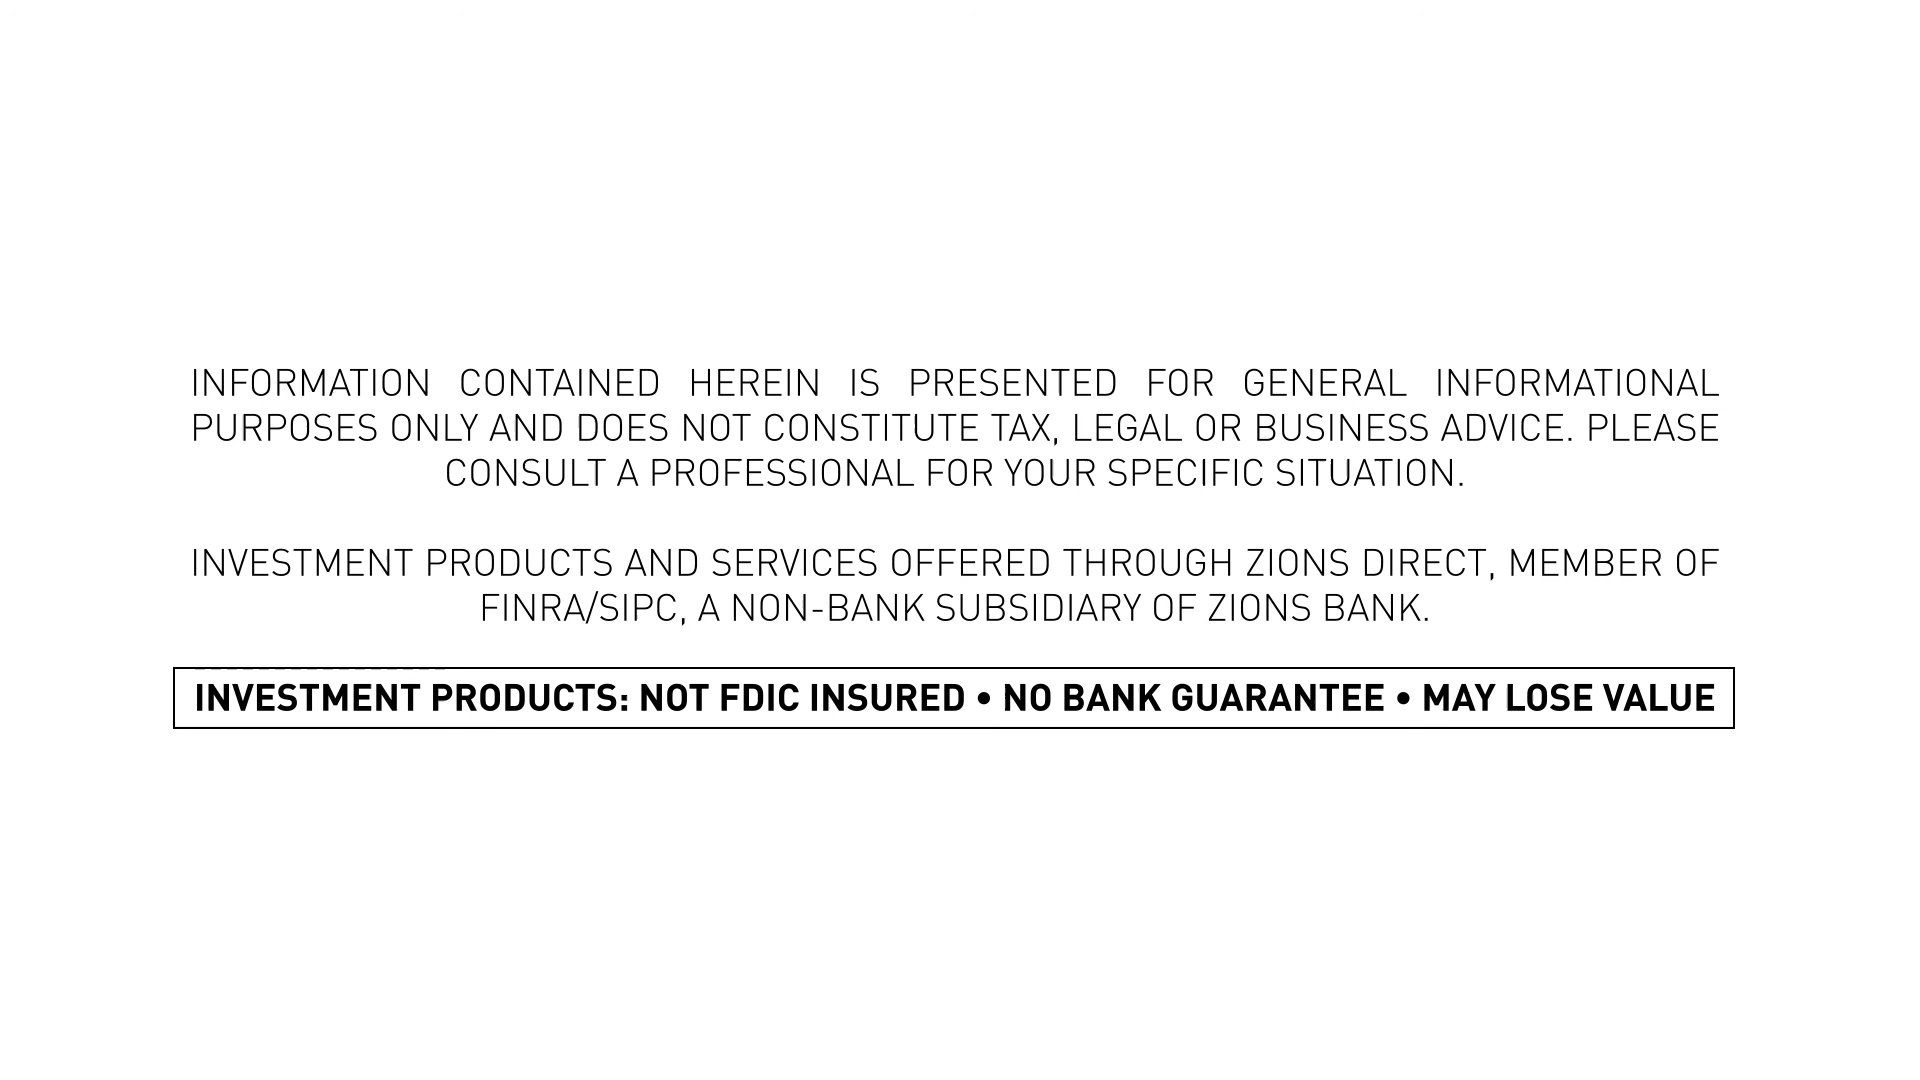 INFORMATION CONTAINED HEREIN IS PRESENTED FOR GENERAL INFORMATIONAL
PURPOSES ONLY AND DOES NOT CONSTITUTE TAX, LEGAL OR BUSINESS ADVICE. PLEASE
CONSULT A PROFESSIONAL FOR YOUR SPECIFIC SITUATION.
INVESTMENT PRODUCTS AND SERVICES OFFERED THROUGH ZIONS DIRECT, MEMBER OF
FINRA/SIPC, A NON-BANK SUBSIDIARY OF ZIONS BANK.
INVESTMENT PRODUCTS: NOT FDIC INSURED • NO BANK GUARANTEE • MAY LOSE VALUE